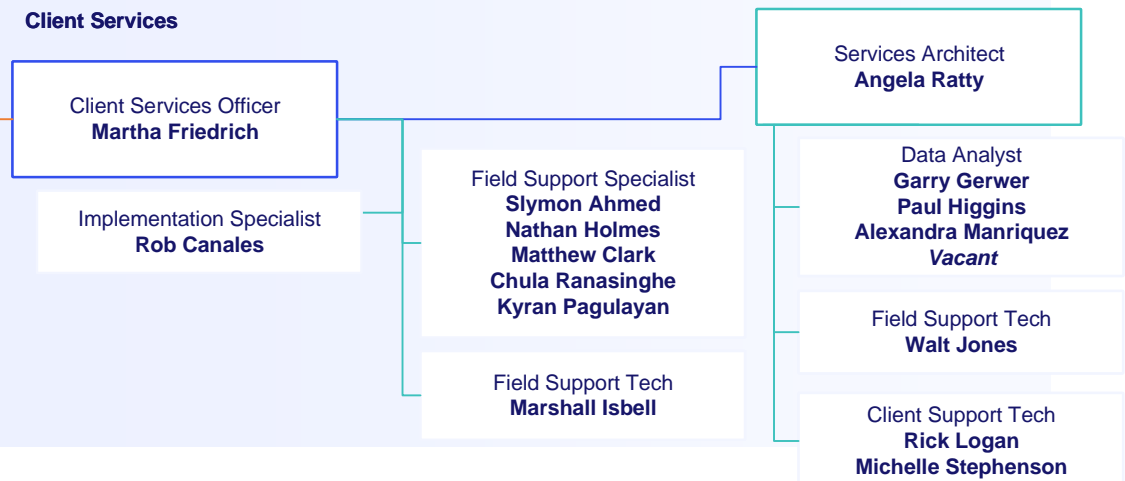 Client Services
Client Services Officer
Martha Friedrich
Implementation Specialist
Rob Canales
Field Support Specialist
Slymon Ahmed
Nathan Holmes
Matthew Clark
Chula Ranasinghe
Kyran Pagulayan
Field Support Tech
Marshall Isbell
Services Architect
Angela Ratty
Data Analyst
Garry Gerwer
Paul Higgins
Alexandra Manriquez
Vacant
Field Support Tech
Walt Jones
Client Support Tech
Rick Logan
Michelle Stephenson